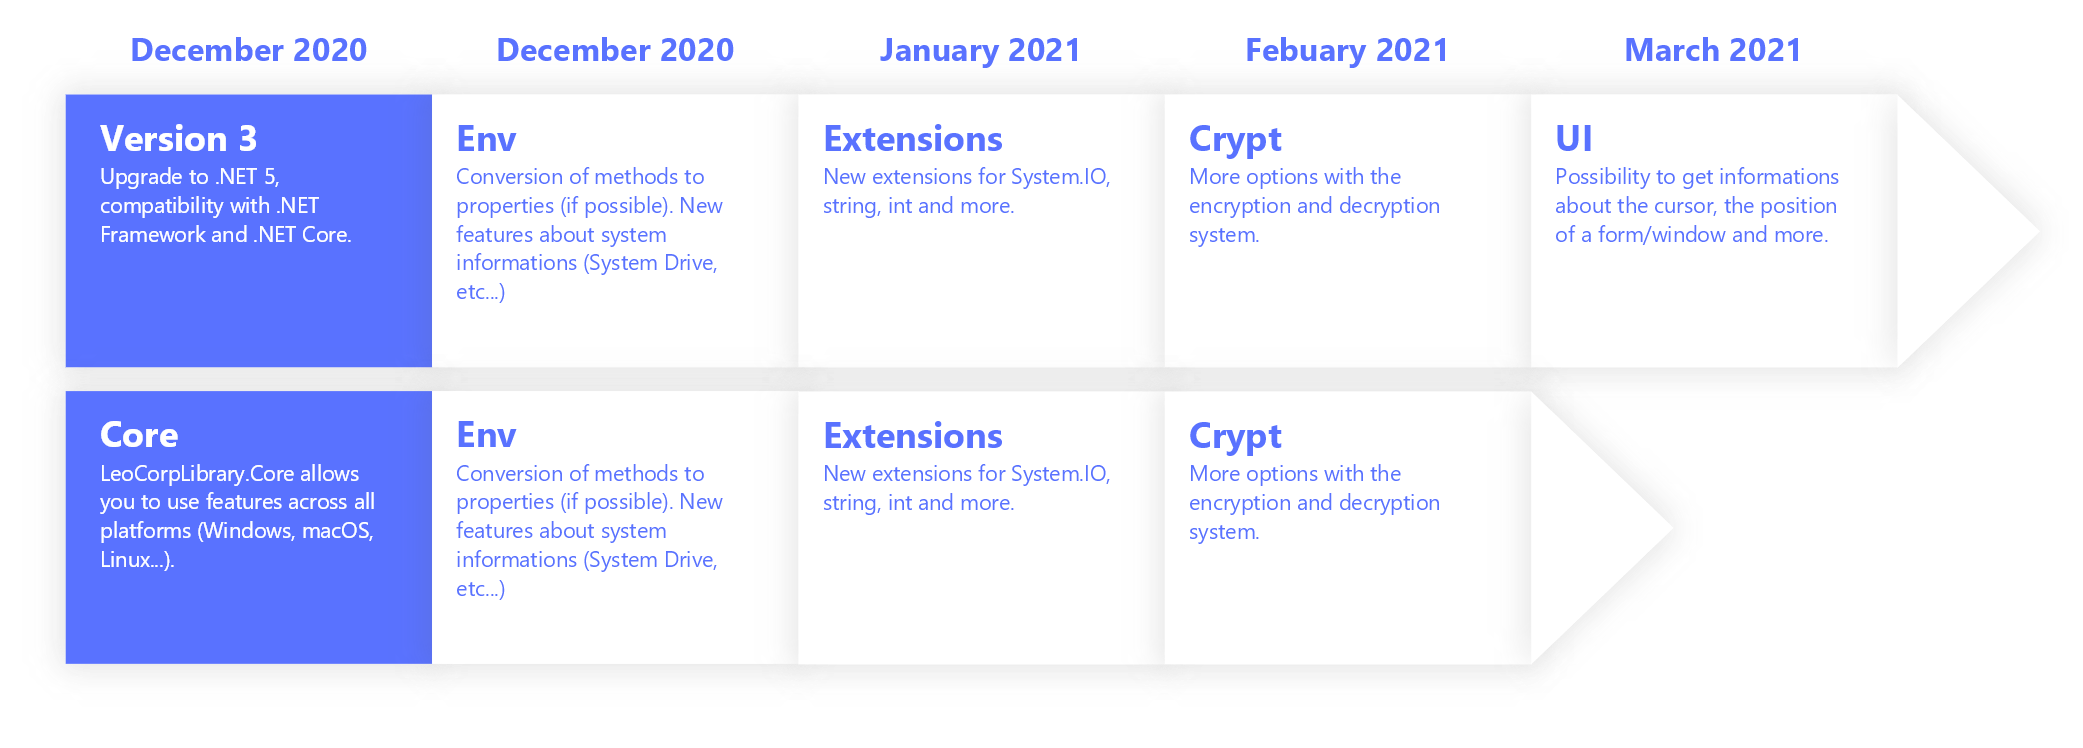 December 2020
December 2020
January 2021
Febuary 2021
March 2021
Version 3
Upgrade to .NET 5,
compatibility with .NET
Framework and .NET Core.
Env
Conversion of methods to
properties (if possible). New
features about system
informations (System Drive,
etc...)
Extensions
New extensions for System.IO,
string, int and more.
Crypt
More options with the
encryption and decryption
system.
UI
Possibility to get informations
about the cursor, the position
of a form/window and more.
Core
LeoCorpLibrary.Core allows
you to use features across all
platforms (Windows, macOS,
Linux...).
Env
Conversion of methods to
properties (if possible). New
features about system
informations (System Drive,
etc...)
Extensions
New extensions for System.IO,
string, int and more.
Crypt
More options with the
encryption and decryption
system.